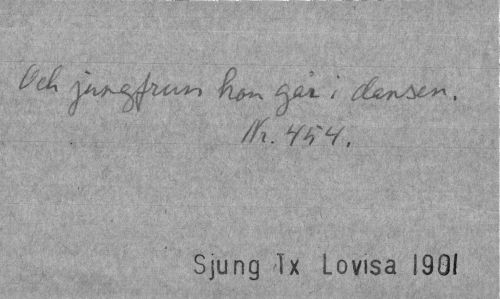 Och jungfrun hon går i dansen.
Nr. 454.
Sjung Tx Lovisa 1901